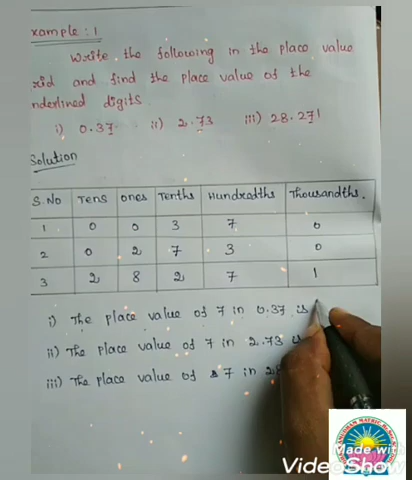 xample : 1
Write the following in the place value
rid and find the place value of the
nderlined digits.
i) 0.37. ii) 2.73 iii) 28.271
Solution
S.No Tens ones Tenths Hundredths Thousandths.
1 0 0 3 7 0
2 0 2 7 3 0
3 2 8 2 7 1
i) The place value of 7 in 0.37 is
ii) The place value of 7 in 2.73 is
iii) The place value of 7 in 28
Made with
VideoShow